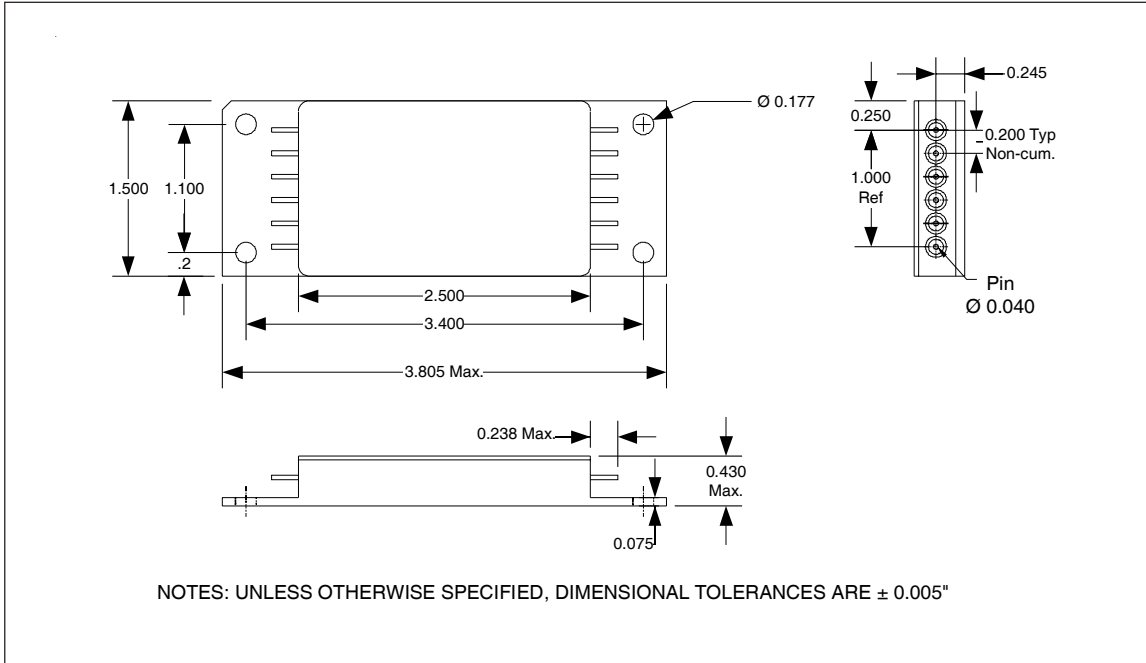 Ø 0.177
1.500
1.100
.2
2.500
3.400
3.805 Max.
0.245
0.250
0.200 Typ
Non-cum.
1.000
Ref
Pin
Ø 0.040
0.238 Max.
0.430
Max.
0.075
NOTES: UNLESS OTHERWISE SPECIFIED, DIMENSIONAL TOLERANCES ARE ± 0.005"